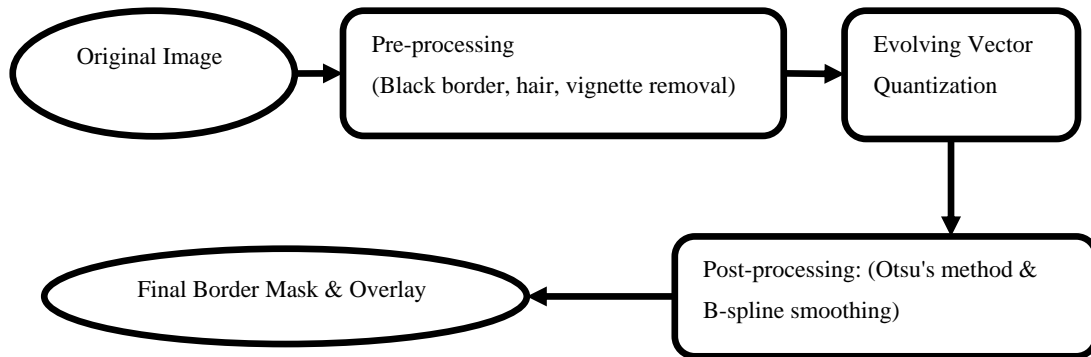 Original Image
Pre-processing
(Black border, hair, vignette removal)
Evolving Vector
Quantization
Post-processing: (Otsu's method &
B-spline smoothing)
Final Border Mask & Overlay